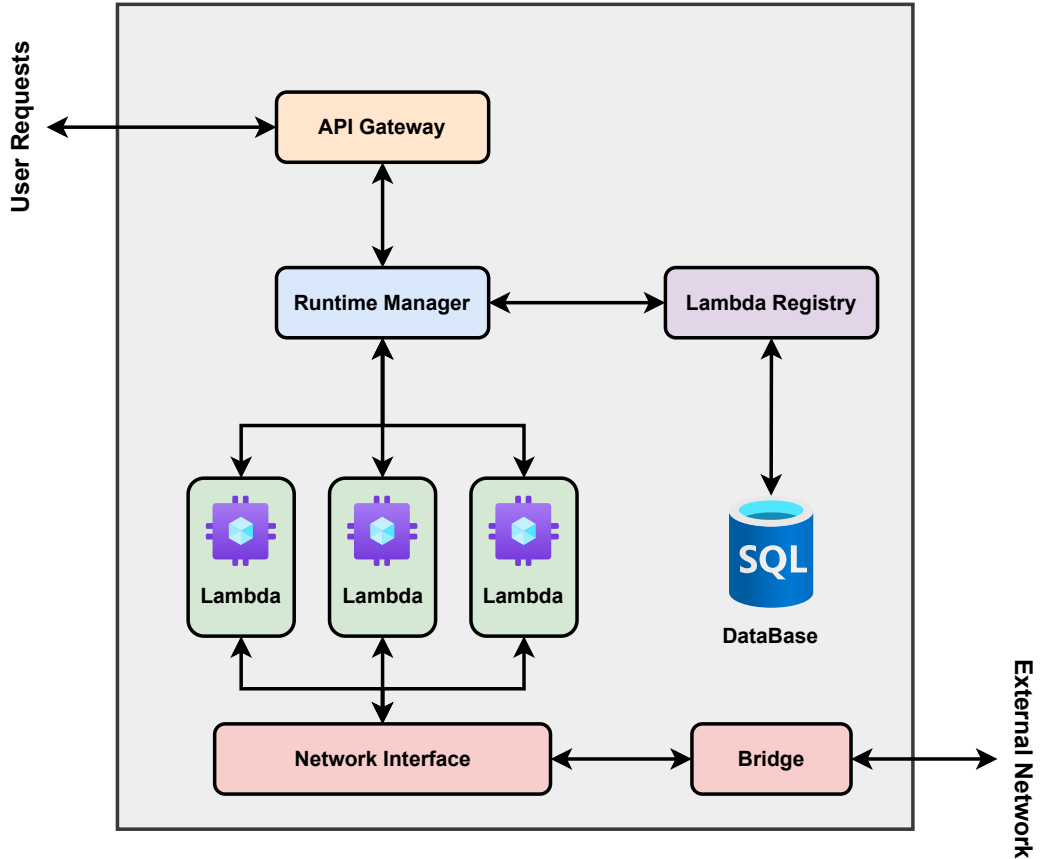 User Requests
API Gateway
Runtime Manager
Lambda Registry
Lambda
Lambda
Lambda
SQL
DataBase
Network Interface
Bridge
External Network